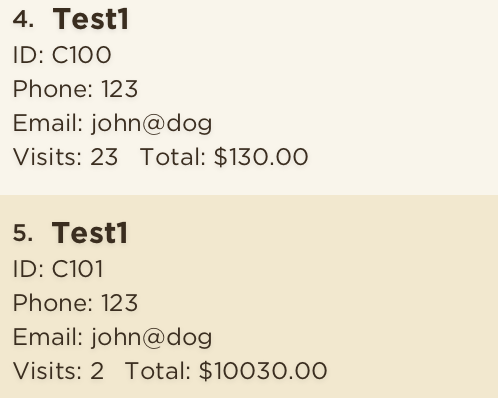 4. Test1
ID: C100
Phone: 123
Email: john@dog
Visits: 23 Total: $130.00
5. Test1
ID: C101
Phone: 123
Email: john@dog
Visits: 2 Total: $10030.00